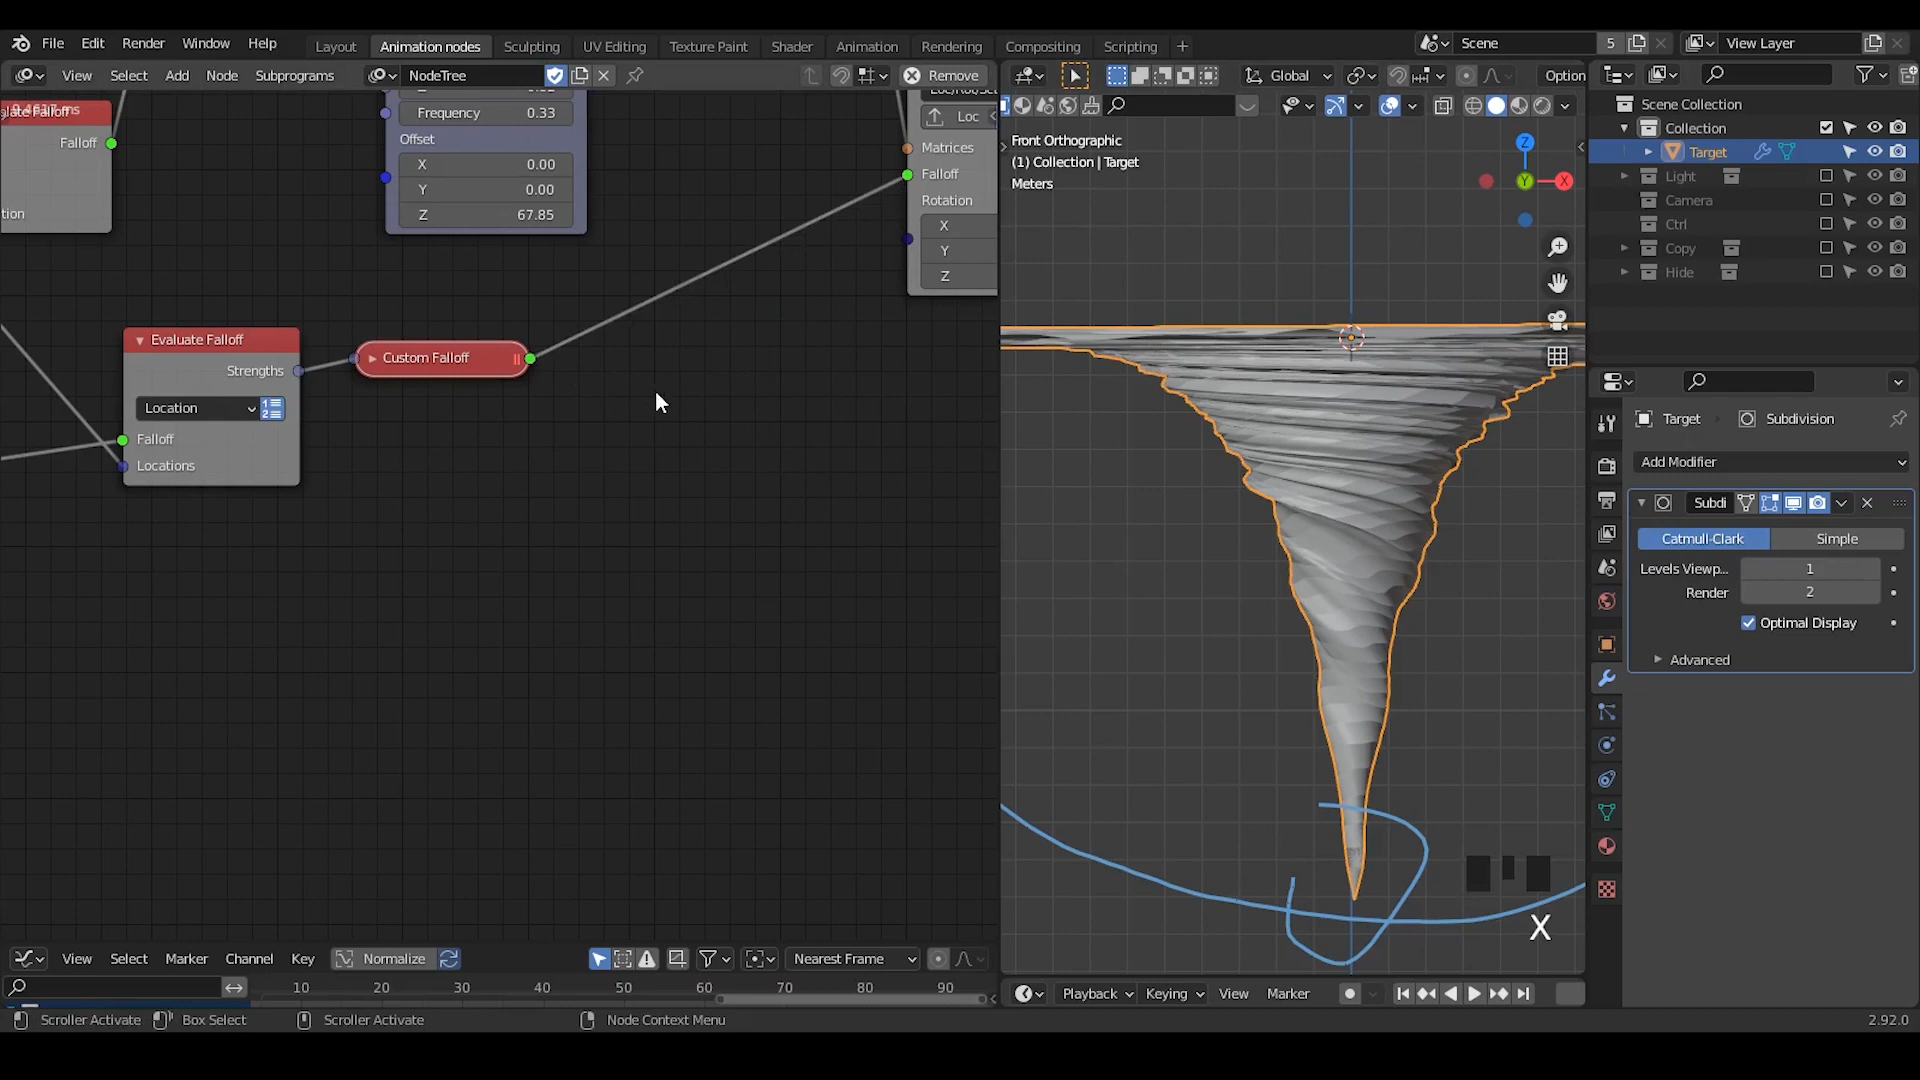 File Edit Render Window Help Layout Animation nodes Sculpting UV Editing Texture Paint Shader Animation Rendering Compositing Scripting + Scene 5 View Layer
View Select Add Node Subprograms NodeTree Remove Global Option
Scene Collection
Collection
Target
Light
Camera
Ctrl
Copy
Hide
Falloff
tion
Frequency 0.33
Offset
X 0.00
Y 0.00
Z 67.85
Loc
Matrices
Falloff
Rotation
X
Y
Z
Evaluate Falloff
Strengths
Location
Falloff
Locations
Custom Falloff
Front Orthographic
(1) Collection | Target
Meters
Z
Y
X
X
Target Subdivision
Add Modifier
Subdi
Catmull-Clark Simple
Levels Viewp... 1
Render 2
Optimal Display
Advanced
View Select Marker Channel Key Normalize Nearest Frame
10 20 30 40 50 60 70 80 90
Playback Keying View Marker
Scroller Activate Box Select Scroller Activate Node Context Menu 2.92.0